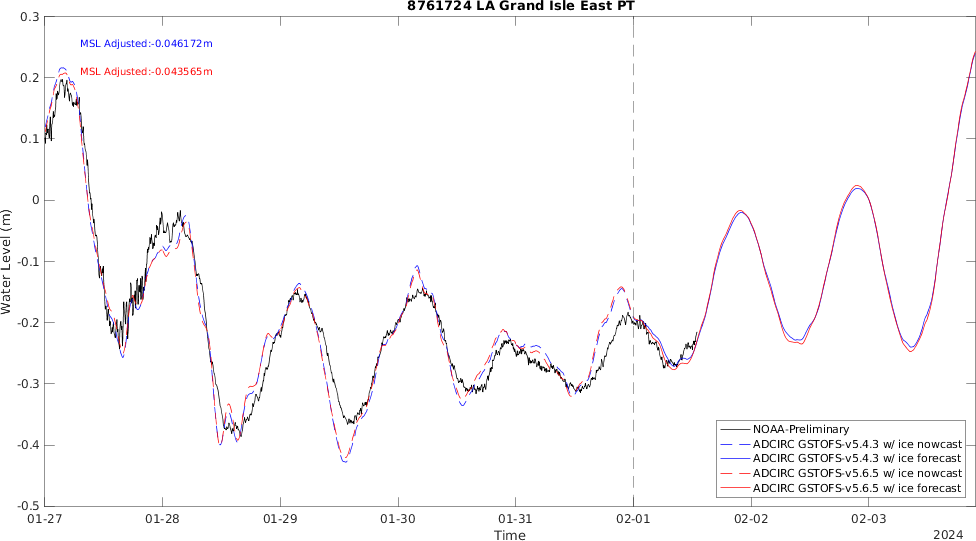 8761724 LA Grand Isle East PT
MSL Adjusted:-0.046172m
MSL Adjusted:-0.043565m
Water Level (m)
0.3
0.2
0.1
0
-0.1
-0.2
-0.3
-0.4
-0.5
NOAA-Preliminary
ADCIRC GSTOFS-v5.4.3 w/ ice nowcast
ADCIRC GSTOFS-v5.4.3 w/ ice forecast
ADCIRC GSTOFS-v5.6.5 w/ ice nowcast
ADCIRC GSTOFS-v5.6.5 w/ ice forecast
01-27 01-28 01-29 01-30 01-31 02-01 02-02 02-03
Time
2024